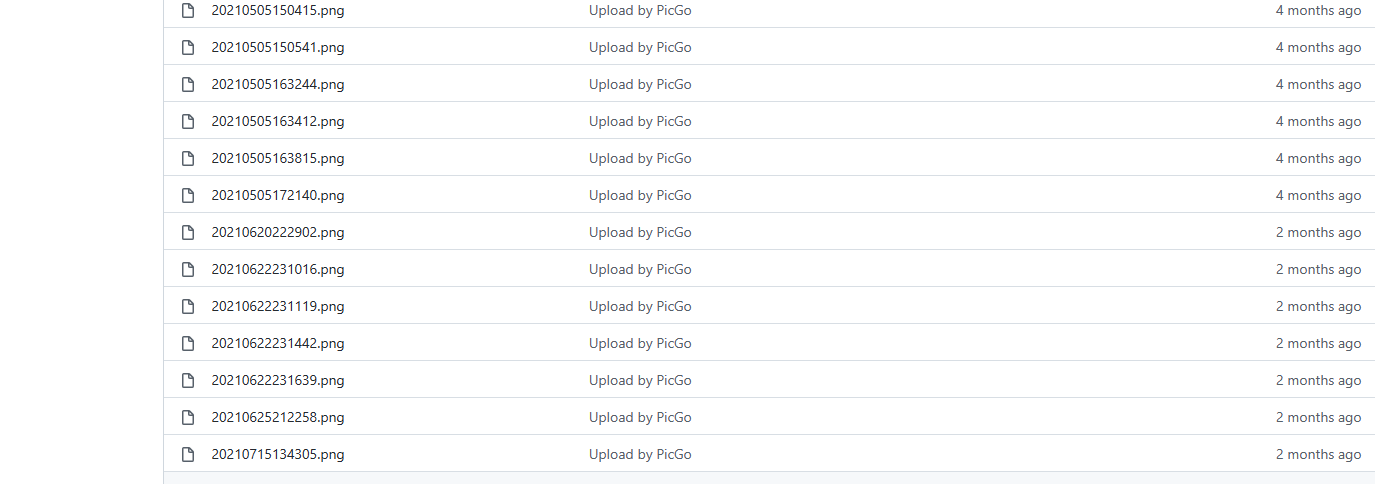 20210505150415.png Upload by PicGo 4 months ago
20210505150541.png Upload by PicGo 4 months ago
20210505163244.png Upload by PicGo 4 months ago
20210505163412.png Upload by PicGo 4 months ago
20210505163815.png Upload by PicGo 4 months ago
20210505172140.png Upload by PicGo 4 months ago
20210620222902.png Upload by PicGo 2 months ago
20210622231016.png Upload by PicGo 2 months ago
20210622231119.png Upload by PicGo 2 months ago
20210622231442.png Upload by PicGo 2 months ago
20210622231639.png Upload by PicGo 2 months ago
20210625212258.png Upload by PicGo 2 months ago
20210715134305.png Upload by PicGo 2 months ago